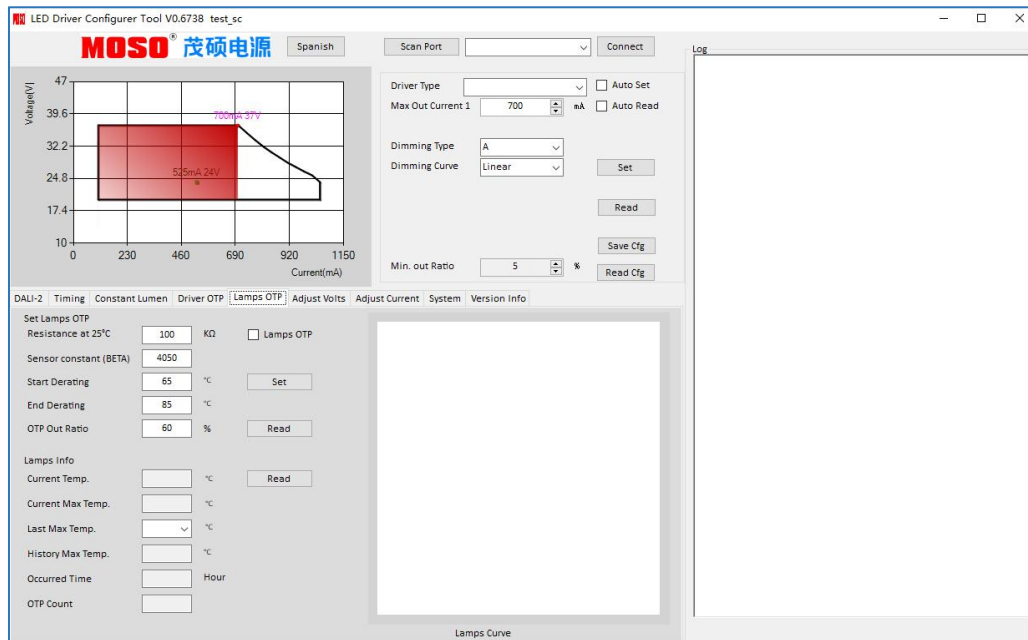 LED Driver Configurer Tool V0.673B test_sc
MOSO® 茂硕电源
Spanish
Scan Port
Connect
Log
Voltage(V)
47
39.6
32.2
24.8
17.4
10
700mA 37V
525mA 24V
0 230 460 690 920 1150
Current(mA)
Driver Type
Auto Set
Max Out Current 1 700 mA
Auto Read
Dimming Type A
Dimming Curve Linear
Set
Read
Save Cfg
Min. out Ratio 5 %
Read Cfg
DALI-2 Timing Constant Lumen Driver OTP Lamps OTP Adjust Volts Adjust Current System Version Info
Set Lamps OTP
Resistance at 25°C 100 KΩ
Lamps OTP
Sensor constant (BETA) 4050
Start Derating 65 °C
Set
End Derating 85 °C
OTP Out Ratio 60 %
Read
Lamps Info
Current Temp. °C
Read
Current Max Temp. °C
Last Max Temp. °C
History Max Temp. °C
Occurred Time Hour
OTP Count
Lamps Curve